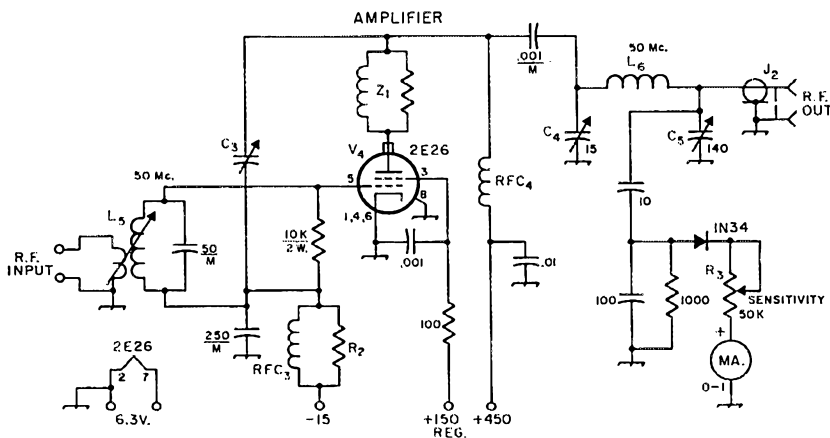 AMPLIFIER
.001
M
50 Mc.
L6
J2
R.F.
OUT
Z1
C3
V4
2E26
C4
15
C5
140
50 Mc.
5
3
8
RFC4
L5
1,4,6
10
R.F.
INPUT
50
M
10K
2 W.
.001
.01
1N34
R3
SENSITIVITY
50K
100
1000
250
M
100
R2
RFC3
+
MA.
0-1
2E26
2
7
6.3V.
-15
+150
REG.
+450